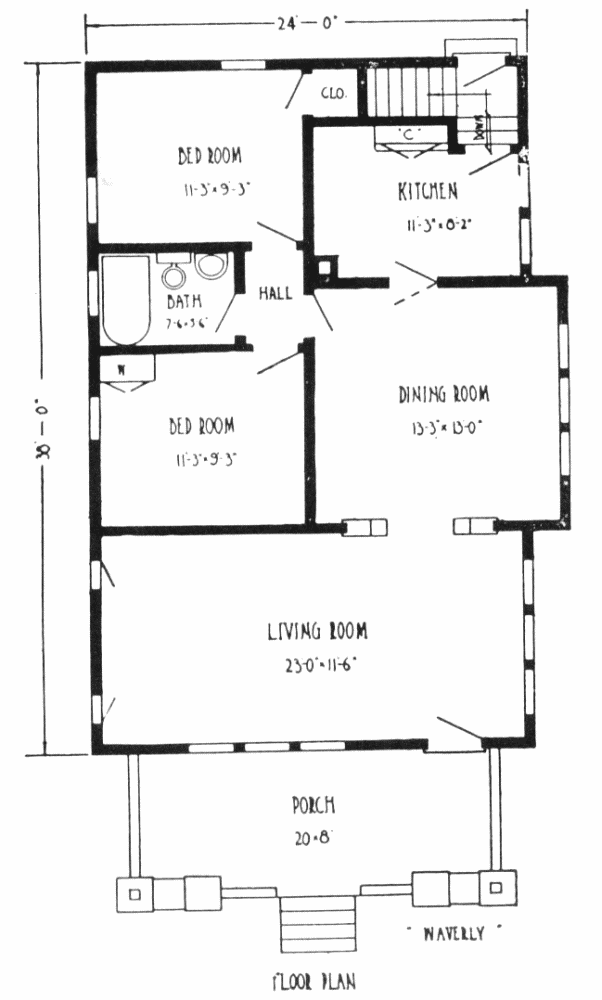 24'-0"
CLO.
"C"
DOWN
BED ROOM
11-3"×9'-3"
KITCHEN
11'-3"×8'-2"
BATH
7-6×5'6"
HALL
W
DINING ROOM
13-3"×13'-0"
BED ROOM
11'-3"×9'-3"
38'-0"
LIVING ROOM
23-0"×11'-6"
PORCH
20×8'
"WAVERLY"
FLOOR PLAN